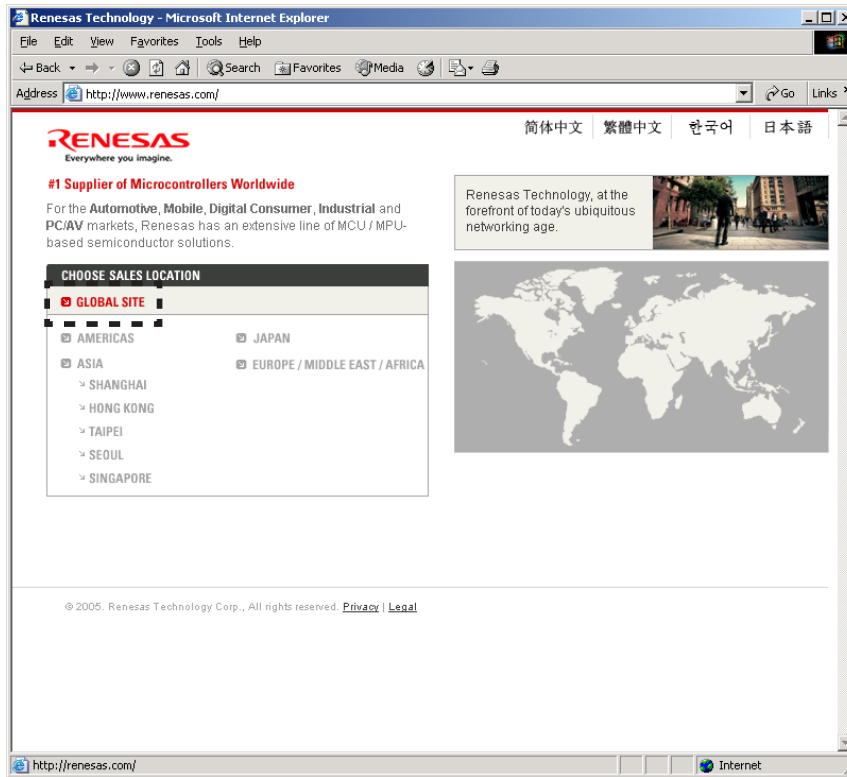 Renesas Technology - Microsoft Internet Explorer
File Edit View Favorites Tools Help
Back Search Favorites Media
Address http://www.renesas.com/ Go Links
简体中文 繁體中文 한국어 日本語
RENESAS
Everywhere you imagine.
#1 Supplier of Microcontrollers Worldwide
For the Automotive, Mobile, Digital Consumer, Industrial and
PC/AV markets, Renesas has an extensive line of MCU / MPU-
based semiconductor solutions.
Renesas Technology, at the
forefront of today's ubiquitous
networking age.
CHOOSE SALES LOCATION
GLOBAL SITE
AMERICAS JAPAN
ASIA EUROPE / MIDDLE EAST / AFRICA
SHANGHAI
HONG KONG
TAIPEI
SEOUL
SINGAPORE
© 2005. Renesas Technology Corp., All rights reserved. Privacy | Legal
http://renesas.com/ Internet